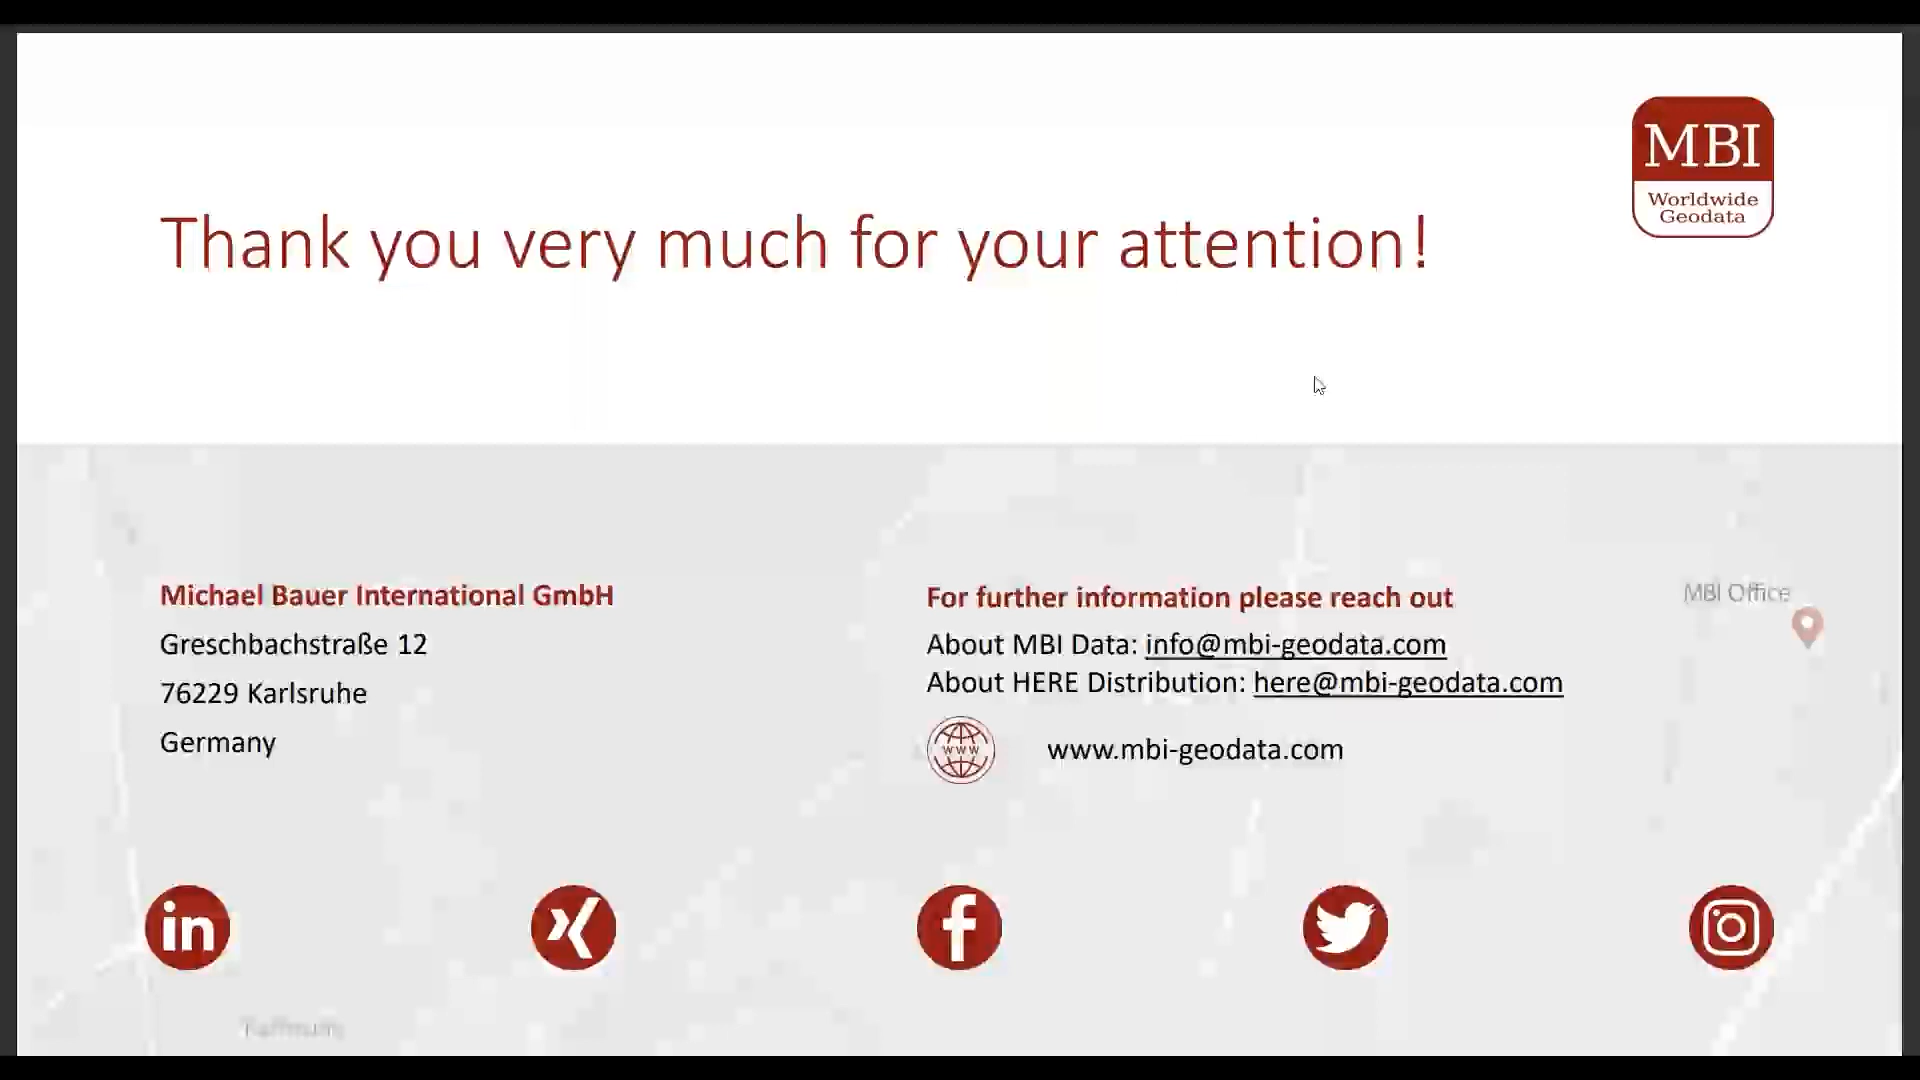 MBI
Worldwide
Geodata
Thank you very much for your attention!
Michael Bauer International GmbH
Greschbachstraße 12
76229 Karlsruhe
Germany
For further information please reach out
About MBI Data: info@mbi-geodata.com
About HERE Distribution: here@mbi-geodata.com
www
www.mbi-geodata.com
MBI Office
in
f